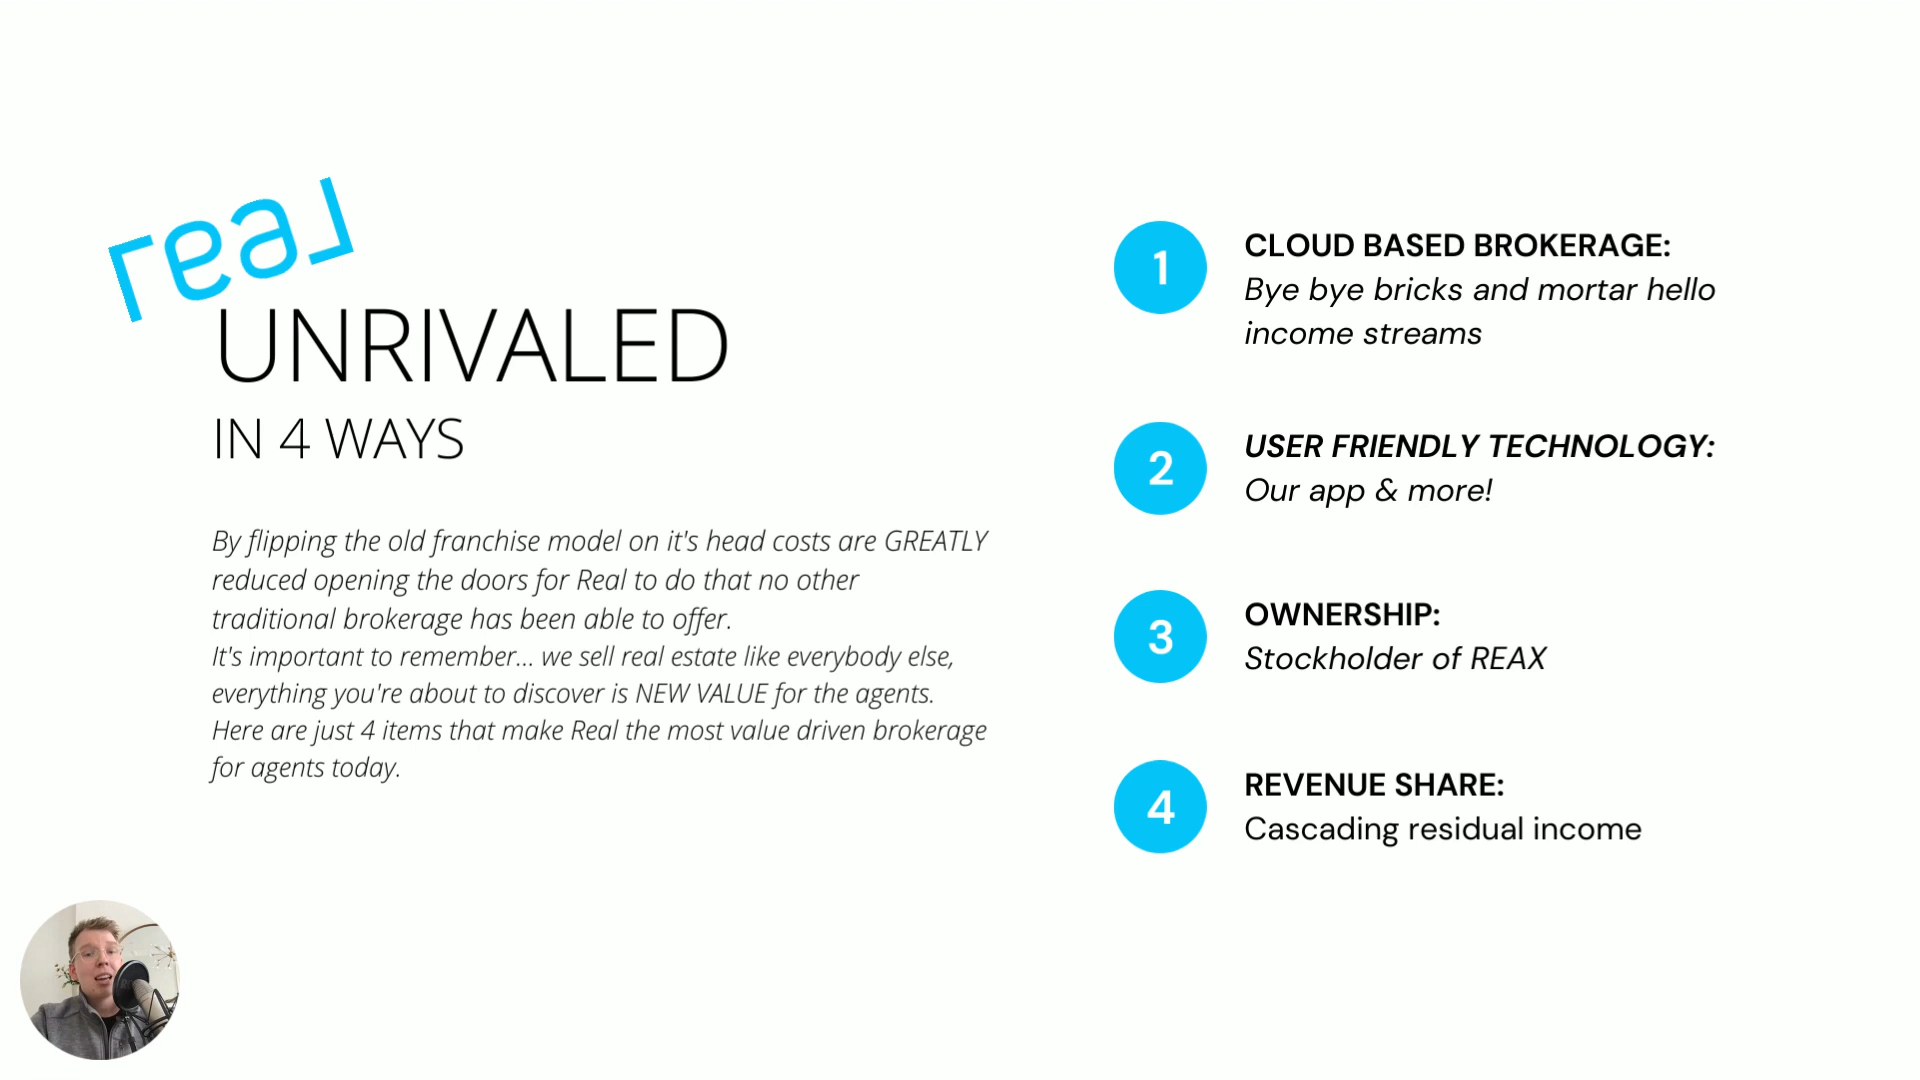 real
UNRIVALED
IN 4 WAYS
By flipping the old franchise model on it's head costs are GREATLY
reduced opening the doors for Real to do that no other
traditional brokerage has been able to offer.
It's important to remember... we sell real estate like everybody else,
everything you're about to discover is NEW VALUE for the agents.
Here are just 4 items that make Real the most value driven brokerage
for agents today.
1
CLOUD BASED BROKERAGE:
Bye bye bricks and mortar hello
income streams
2
USER FRIENDLY TECHNOLOGY:
Our app & more!
3
OWNERSHIP:
Stockholder of REAX
4
REVENUE SHARE:
Cascading residual income